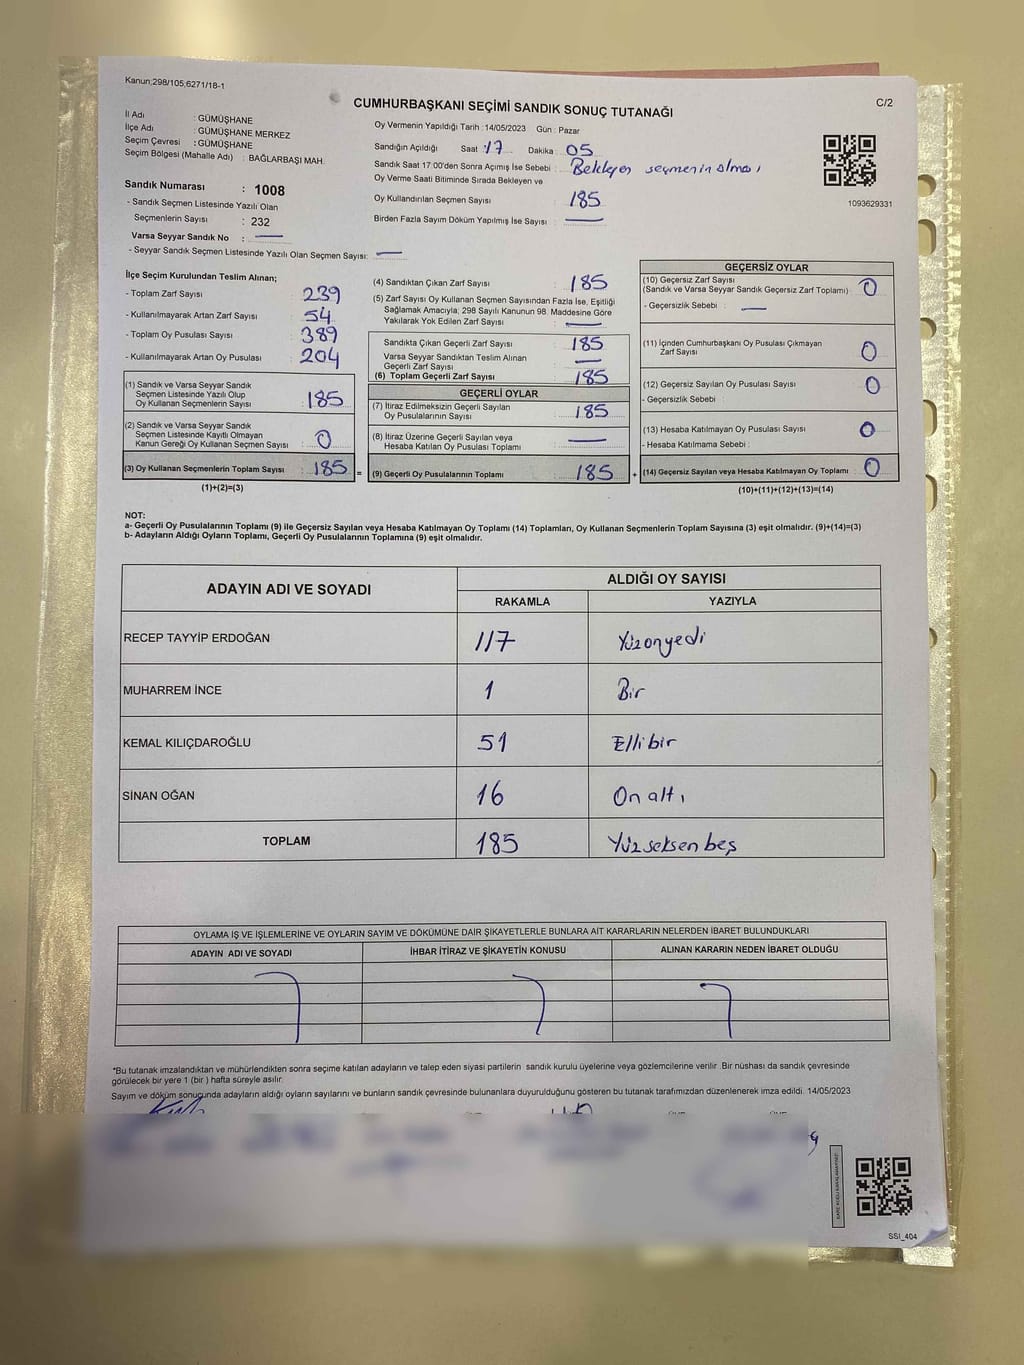 Kanun;298/105;6271/18-1
C/2
CUMHURBAŞKANI SEÇİMİ SANDIK SONUÇ TUTANAĞI
İl Adı : GÜMÜŞHANE
İlçe Adı : GÜMÜŞHANE MERKEZ
Seçim Çevresi : GÜMÜŞHANE
Seçim Bölgesi (Mahalle Adı) : BAĞLARBAŞI MAH.
Sandık Numarası : 1008
- Sandık Seçmen Listesinde Yazılı Olan
Seçmenlerin Sayısı : 232
Varsa Seyyar Sandık No :
- Seyyar Sandık Seçmen Listesinde Yazılı Olan Seçmen Sayısı:
Oy Vermenin Yapıldığı Tarih : 14/05/2023 Gün : Pazar
Sandığın Açıldığı Saat : 17 Dakika : 05
Sandık Saat 17:00'den Sonra Açımış İse Sebebi : Bekleyen seçmenin olması
Oy Verme Saati Bitiminde Sırada Bekleyen ve
Oy Kullandırılan Seçmen Sayısı : 185
Birden Fazla Sayım Döküm Yapılmış İse Sayısı :
1093629331
İlçe Seçim Kurulundan Teslim Alınan;
- Toplam Zarf Sayısı : 239
- Kullanılmayarak Artan Zarf Sayısı : 54
- Toplam Oy Pusulası Sayısı : 389
- Kullanılmayarak Artan Oy Pusulası : 204
(1) Sandık ve Varsa Seyyar Sandık
Seçmen Listesinde Yazılı Olup
Oy Kullanan Seçmenlerin Sayısı : 185
(2) Sandık ve Varsa Seyyar Sandık
Seçmen Listesinde Kayıtlı Olmayan
Kanun Gereği Oy Kullanan Seçmen Sayısı : 0
(3) Oy Kullanan Seçmenlerin Toplam Sayısı : 185 =
(1)+(2)=(3)
(4) Sandıktan Çıkan Zarf Sayısı : 185
(5) Zarf Sayısı Oy Kullanan Seçmen Sayısından Fazla İse, Eşitliği
Sağlamak Amacıyla; 298 Sayılı Kanunun 98. Maddesine Göre
Yakılarak Yok Edilen Zarf Sayısı :
Sandıkta Çıkan Geçerli Zarf Sayısı : 185
Varsa Seyyar Sandıktan Teslim Alınan
Geçerli Zarf Sayısı :
(6) Toplam Geçerli Zarf Sayısı : 185
GEÇERLİ OYLAR
(7) İtiraz Edilmeksizin Geçerli Sayılan
Oy Pusulalarının Sayısı : 185
(8) İtiraz Üzerine Geçerli Sayılan veya
Hesaba Katılan Oy Pusulası Toplamı :
(9) Geçerli Oy Pusulalarının Toplamı : 185 +
GEÇERSİZ OYLAR
(10) Geçersiz Zarf Sayısı
(Sandık ve Varsa Seyyar Sandık Geçersiz Zarf Toplamı) : 0
- Geçersizlik Sebebi :
(11) İçinden Cumhurbaşkanı Oy Pusulası Çıkmayan
Zarf Sayısı : 0
(12) Geçersiz Sayılan Oy Pusulası Sayısı : 0
- Geçersizlik Sebebi :
(13) Hesaba Katılmayan Oy Pusulası Sayısı : 0
- Hesaba Katılmama Sebebi :
(14) Geçersiz Sayılan veya Hesaba Katılmayan Oy Toplamı : 0
(10)+(11)+(12)+(13)=(14)
NOT:
a- Geçerli Oy Pusulalarının Toplamı (9) ile Geçersiz Sayılan veya Hesaba Katılmayan Oy Toplamı (14) Toplamları, Oy Kullanan Seçmenlerin Toplam Sayısına (3) eşit olmalıdır. (9)+(14)=(3)
b- Adayların Aldığı Oyların Toplamı, Geçerli Oy Pusulalarının Toplamına (9) eşit olmalıdır.
ADAYIN ADI VE SOYADI ALDIĞI OY SAYISI
RAKAMLA YAZIYLA
RECEP TAYYİP ERDOĞAN 117 Yüzonyedi
MUHARREM İNCE 1 Bir
KEMAL KILIÇDAROĞLU 51 Ellibir
SİNAN OĞAN 16 On altı
TOPLAM 185 Yüzseksen beş
OYLAMA İŞ VE İŞLEMLERİNE VE OYLARIN SAYIM VE DÖKÜMÜNE DAİR ŞİKAYETLERLE BUNLARA AİT KARARLARIN NELERDEN İBARET BULUNDUKLARI
ADAYIN ADI VE SOYADI İHBAR İTİRAZ VE ŞİKAYETİN KONUSU ALINAN KARARIN NEDEN İBARET OLDUĞU
*Bu tutanak imzalandıktan ve mühürlendikten sonra seçime katılan adayların ve talep eden siyasi partilerin sandık kurulu üyelerine veya gözlemcilerine verilir. Bir nüshası da sandık çevresinde
görülecek bir yere 1 (bir ) hafta süreyle asılır.
Sayım ve döküm sonuçunda adayların aldığı oyların sayılarını ve bunların sandık çevresinde bulunanlara duyurulduğunu gösteren bu tutanak tarafımızdan düzenlenerek imza edildi. 14/05/2023
SSI_404